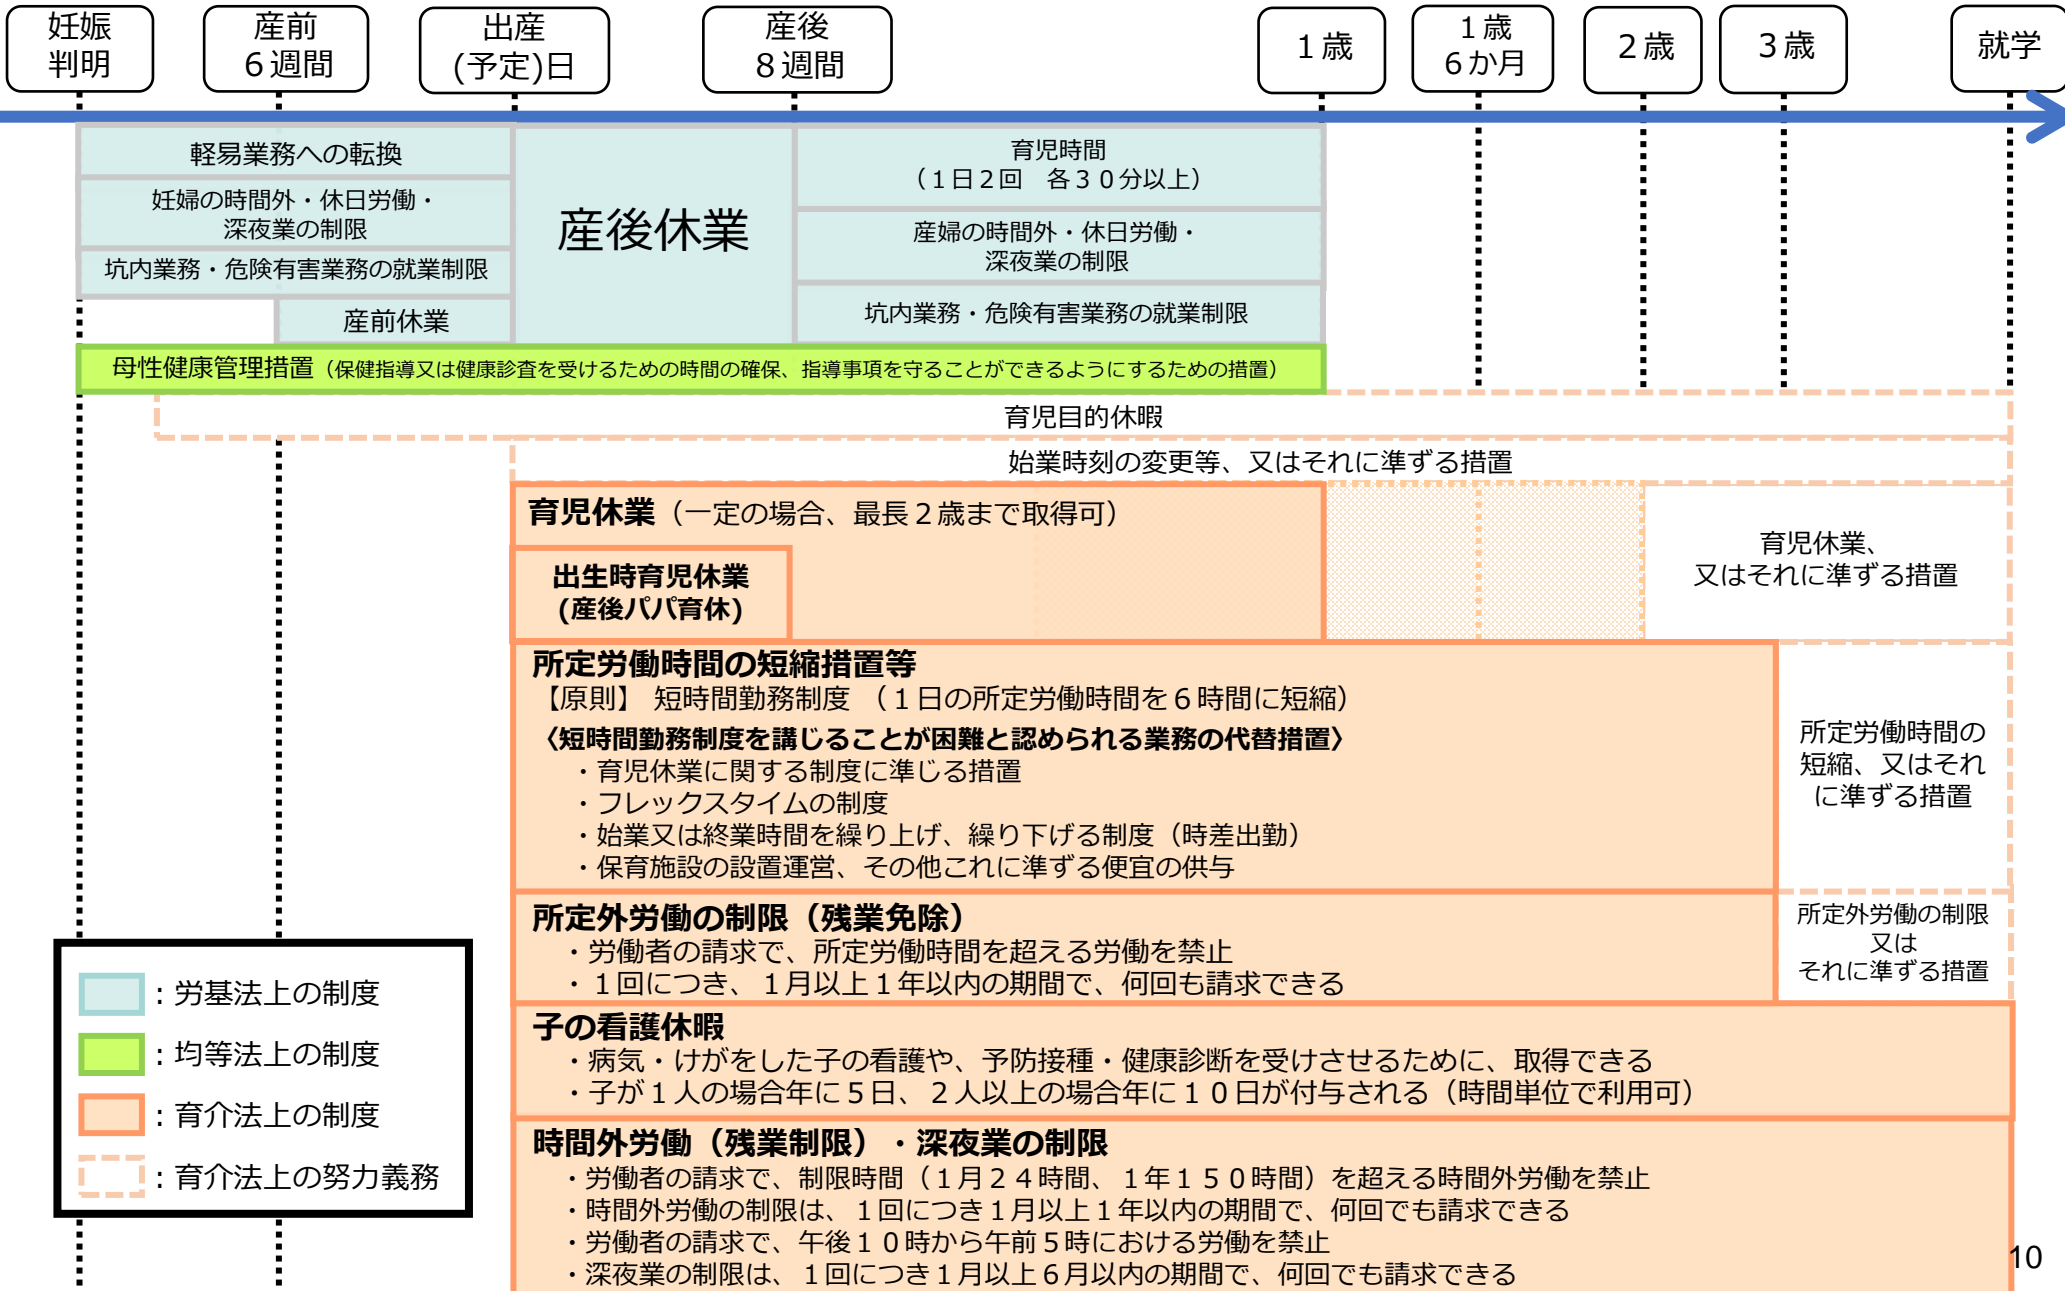 妊娠
判明
産前
６週間
出産
(予定)日
産後
８週間
１歳
１歳
６か月
２歳
３歳
就学
軽易業務への転換
妊婦の時間外・休日労働・
深夜業の制限
坑内業務・危険有害業務の就業制限
産前休業
産後休業
育児時間
（１日２回　各３０分以上）
産婦の時間外・休日労働・
深夜業の制限
坑内業務・危険有害業務の就業制限
母性健康管理措置（保健指導又は健康診査を受けるための時間の確保、指導事項を守ることができるようにするための措置）
育児目的休暇
始業時刻の変更等、又はそれに準ずる措置
育児休業（一定の場合、最長２歳まで取得可）
出生時育児休業
(産後パパ育休)
育児休業、
又はそれに準ずる措置
所定労働時間の短縮措置等
【原則】 短時間勤務制度 （１日の所定労働時間を６時間に短縮）
〈短時間勤務制度を講じることが困難と認められる業務の代替措置〉
・育児休業に関する制度に準じる措置
・フレックスタイムの制度
・始業又は終業時間を繰り上げ、繰り下げる制度（時差出勤）
・保育施設の設置運営、その他これに準ずる便宜の供与
所定労働時間の
短縮、又はそれ
に準ずる措置
所定外労働の制限（残業免除）
・労働者の請求で、所定労働時間を超える労働を禁止
・１回につき、１月以上１年以内の期間で、何回も請求できる
所定外労働の制限
又は
それに準ずる措置
子の看護休暇
・病気・けがをした子の看護や、予防接種・健康診断を受けさせるために、取得できる
・子が１人の場合年に５日、２人以上の場合年に１０日が付与される（時間単位で利用可）
時間外労働（残業制限）・深夜業の制限
・労働者の請求で、制限時間（１月２４時間、１年１５０時間）を超える時間外労働を禁止
・時間外労働の制限は、１回につき１月以上１年以内の期間で、何回でも請求できる
・労働者の請求で、午後１０時から午前５時における労働を禁止
・深夜業の制限は、１回につき１月以上６月以内の期間で、何回でも請求できる
：労基法上の制度
：均等法上の制度
：育介法上の制度
：育介法上の努力義務
10